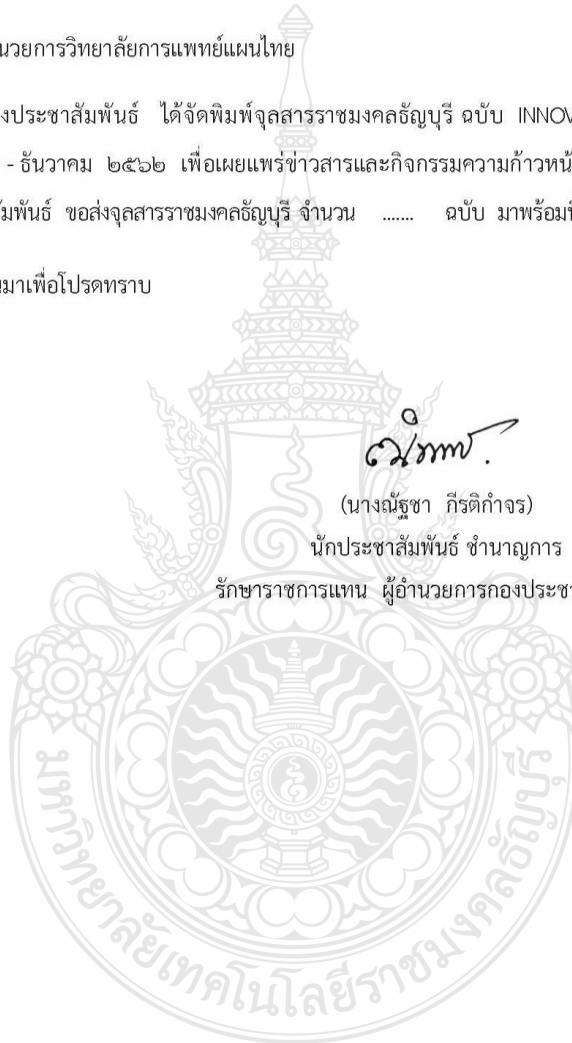 นวยการวิทยาลัยการแพทย์แผนไทย
งประชาสัมพันธ์ ได้จัดพิมพ์จุลสารราชมงคลธัญบุรี ฉบับ INNOV
- ธันวาคม ๒๕๖๒ เพื่อเผยแพร่ข่าวสารและกิจกรรมความก้าวหน้
มพันธ์ ขอส่งจุลสารราชมงคลธัญบุรี จำนวน ....... ฉบับ มาพร้อม
นมาเพื่อโปรดทราบ
(นางณัฐชา กีรติกำจร)
นักประชาสัมพันธ์ ชำนาญการ
รักษาราชการแทน ผู้อำนวยการกองประชา
มหาวิทยาลัยเทคโนโลยีราชมงคลธัญบุรี